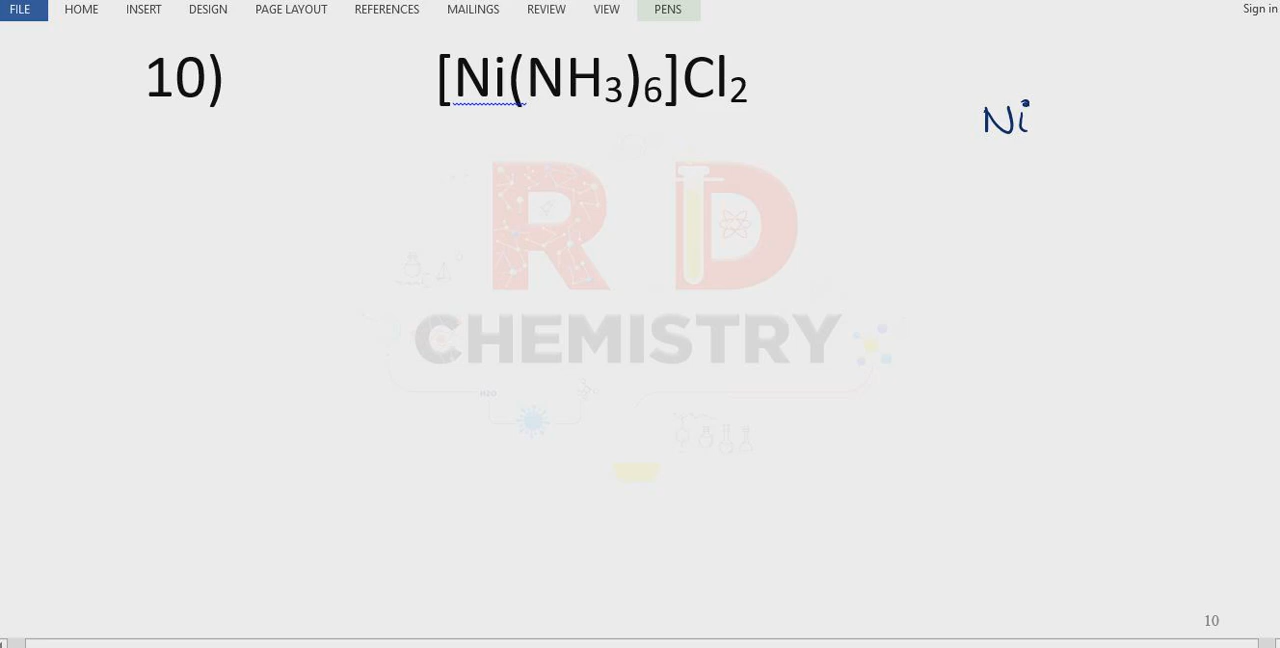 FILE HOME INSERT DESIGN PAGE LAYOUT REFERENCES MAILINGS REVIEW VIEW PENS Sign in
10) [Ni(NH₃)₆]Cl₂
Ni
R D
CHEMISTRY
H2O
10